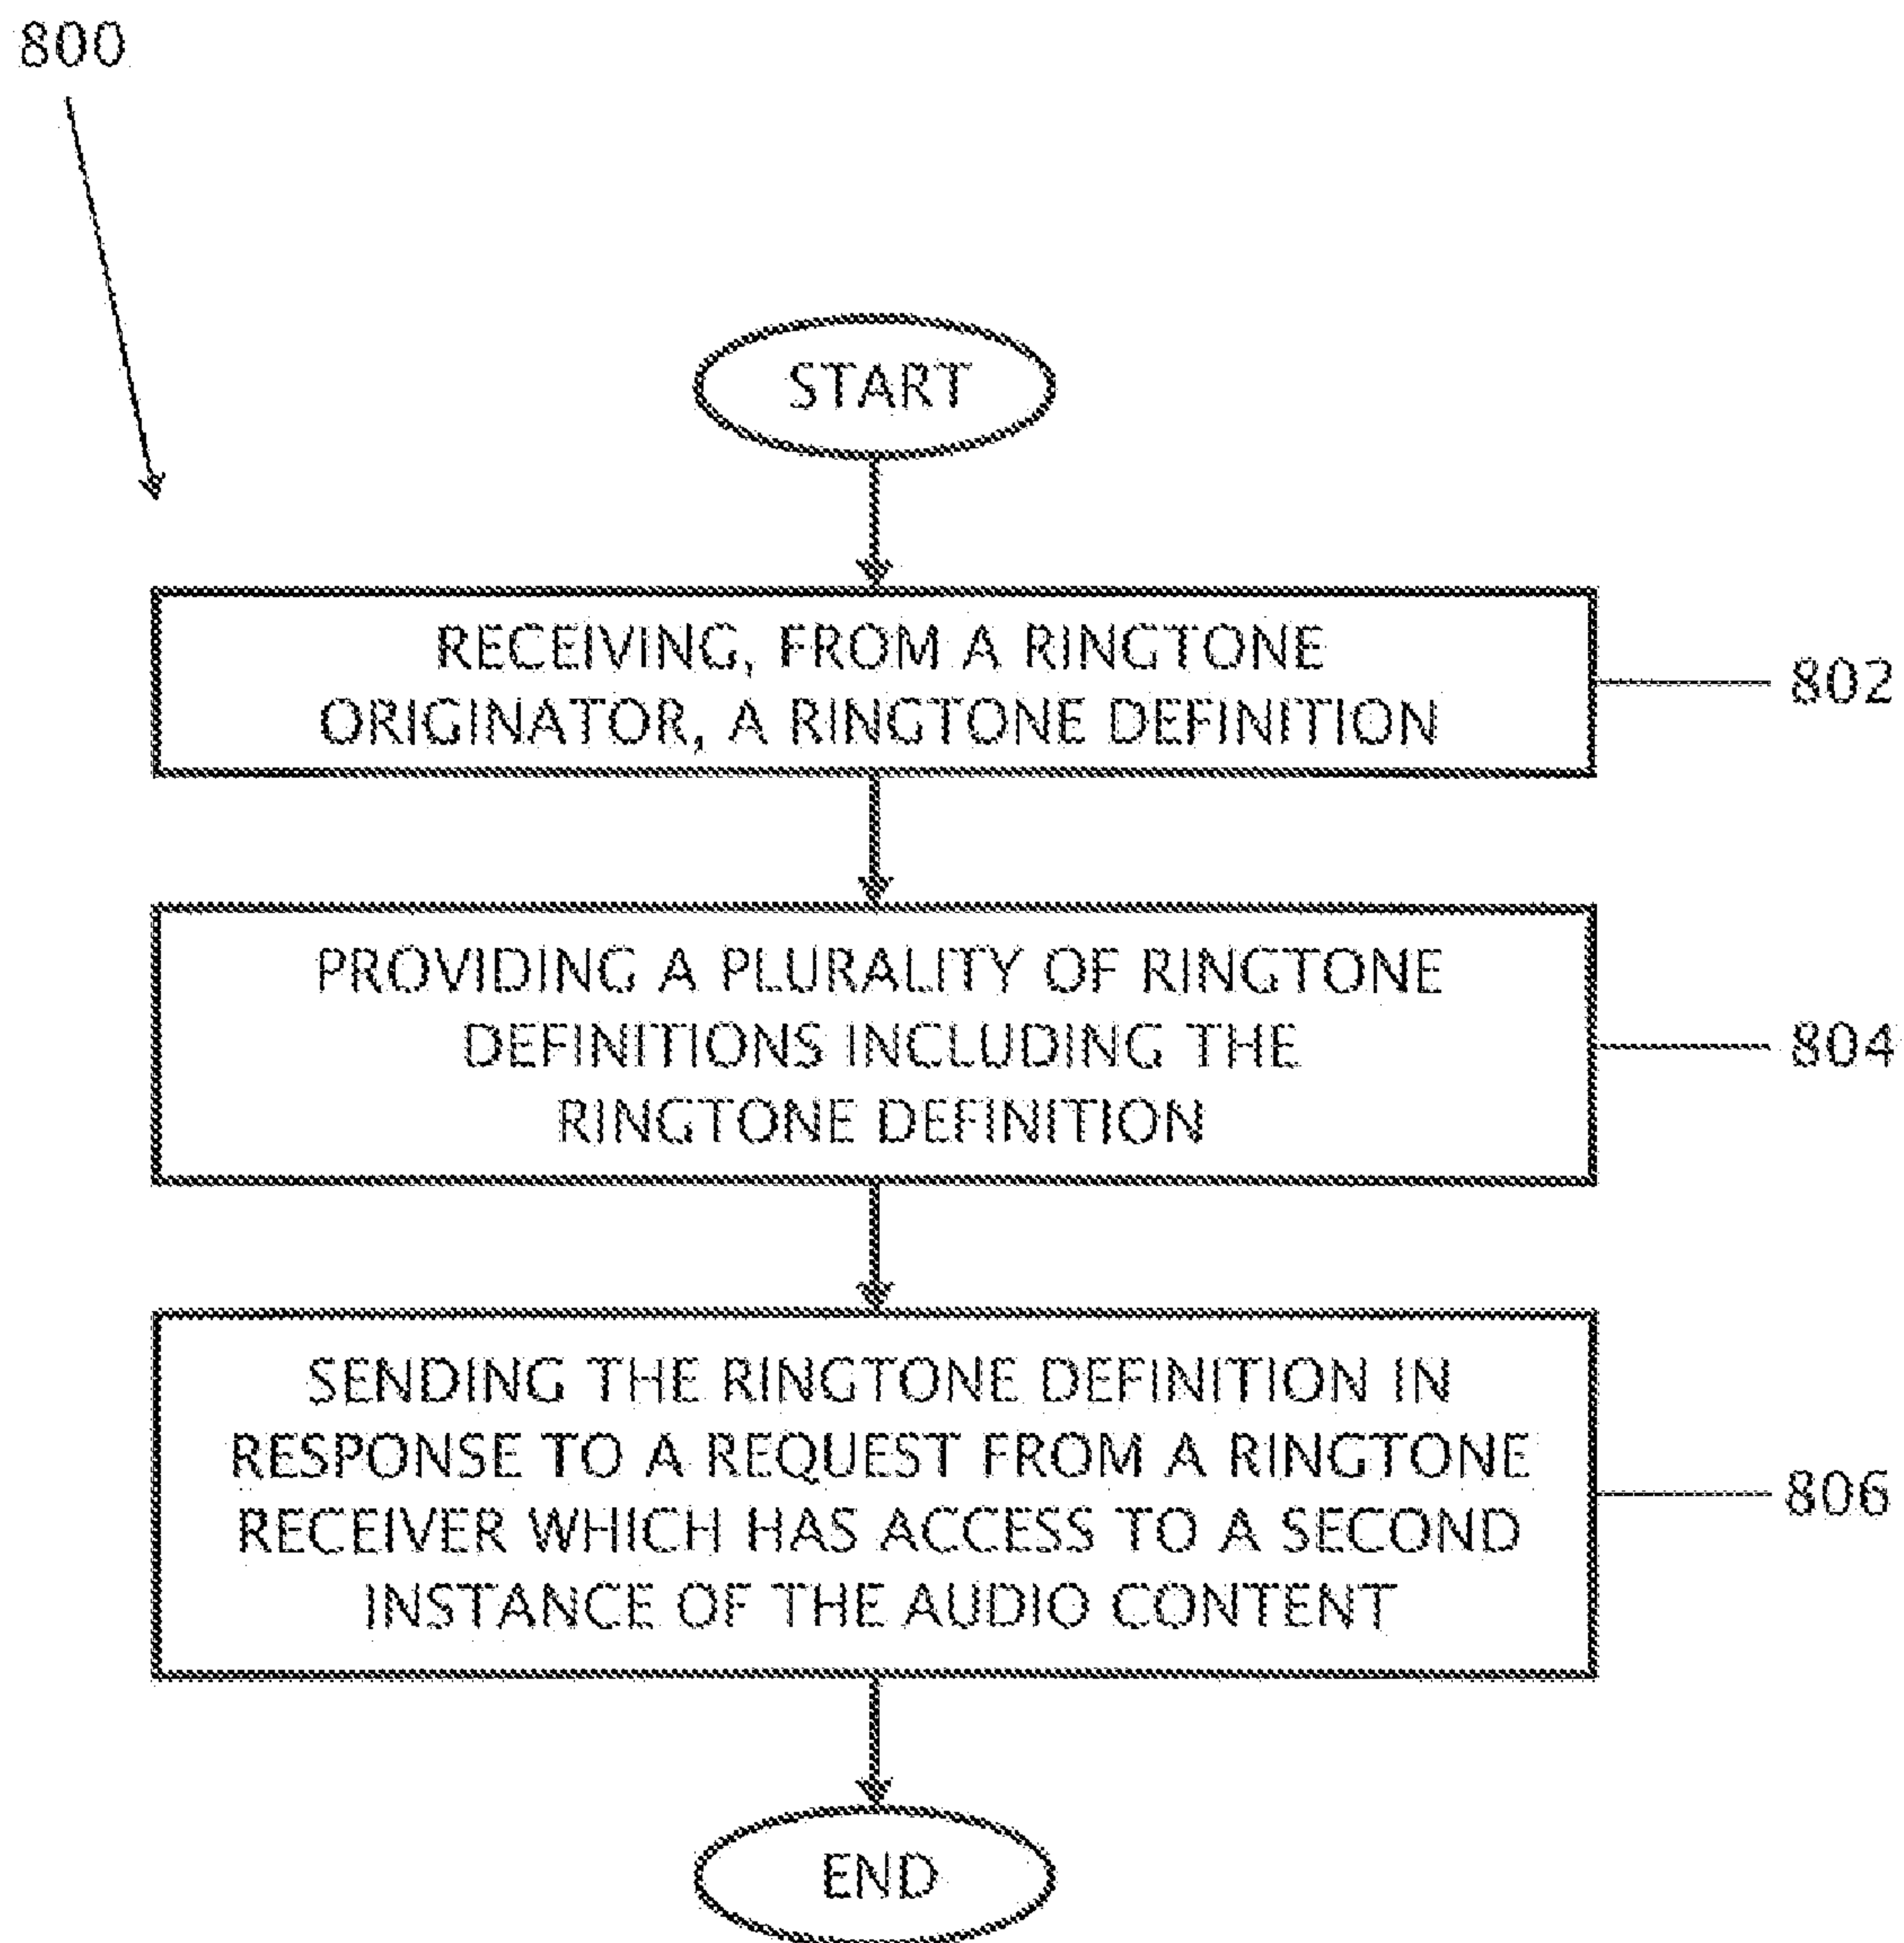 800
START
RECEIVING, FROM A RINGTONE
ORIGINATOR, A RINGTONE DEFINITION
802
PROVIDING A PLURALITY OF RINGTONE
DEFINITIONS INCLUDING THE
RINGTONE DEFINITION
804
SENDING THE RINGTONE DEFINITION IN
RESPONSE TO A REQUEST FROM A RINGTONE
RECEIVER WHICH HAS ACCESS TO A SECOND
INSTANCE OF THE AUDIO CONTENT
806
END